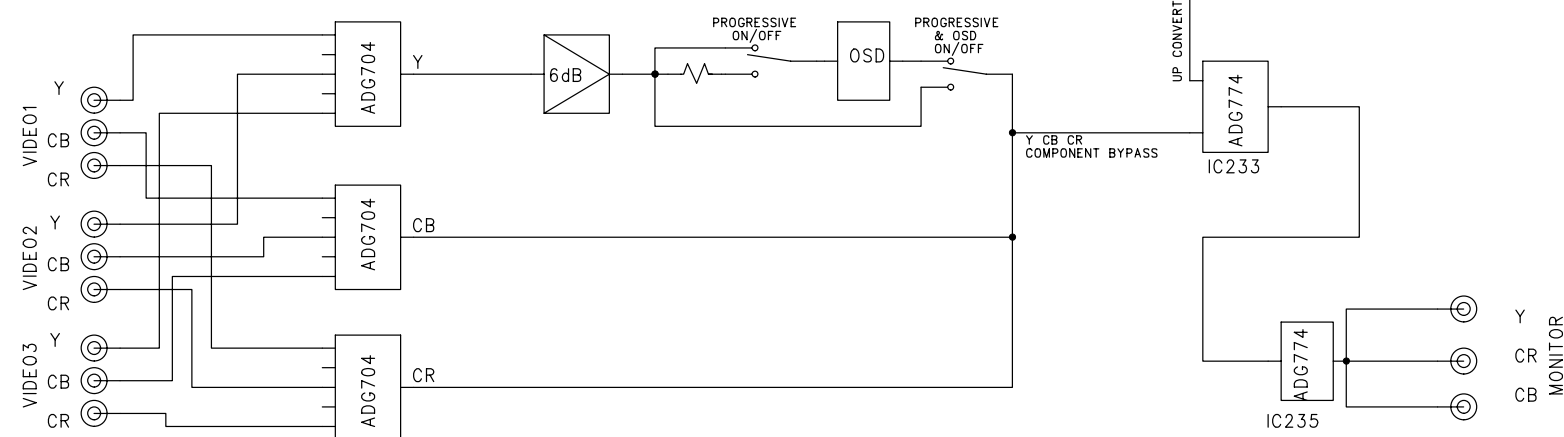 VIDEO1
Y
CB
CR
VIDEO2
Y
CB
CR
VIDEO3
Y
CB
CR
ADG704
Y
ADG704
CB
ADG704
CR
6dB
PROGRESSIVE
ON/OFF
OSD
PROGRESSIVE
& OSD
ON/OFF
Y CB CR
COMPONENT BYPASS
UP CONVERT
ADG774
IC233
ADG774
IC235
Y
CR
CB
MONITOR